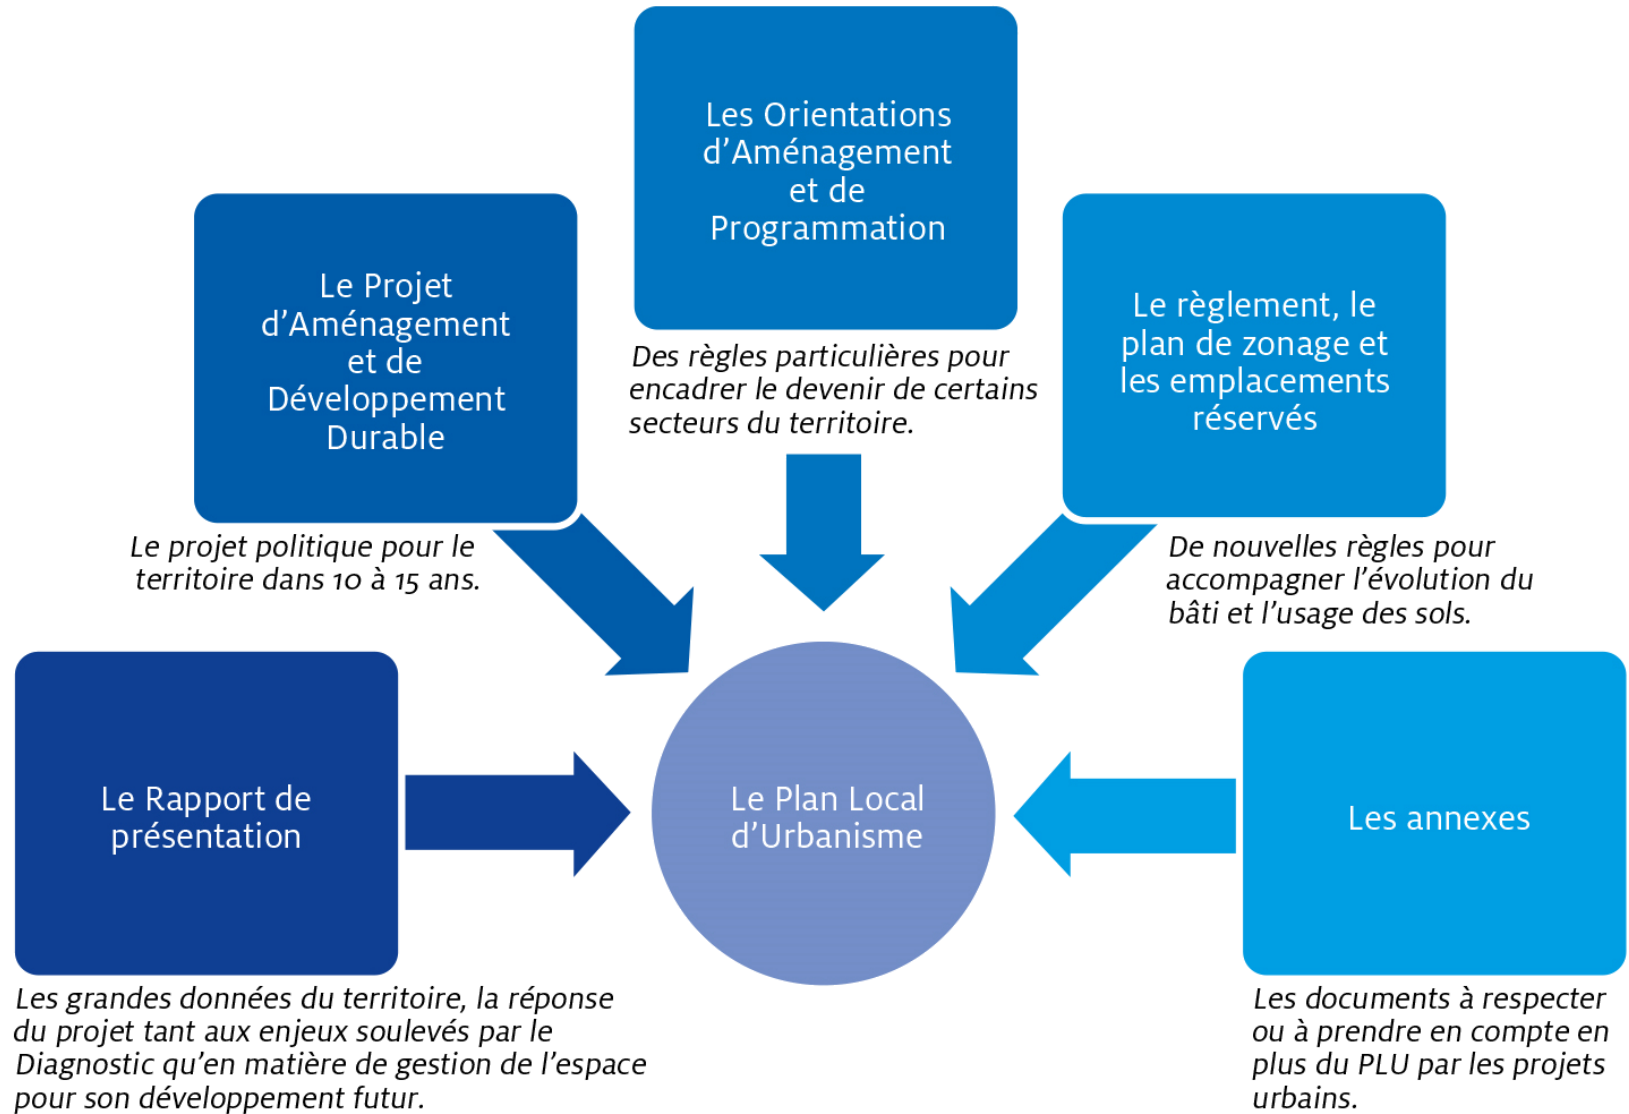 Les Orientations
d'Aménagement
et de
Programmation
Des règles particulières pour
encadrer le devenir de certains
secteurs du territoire.
Le Projet
d'Aménagement
et de
Développement
Durable
Le projet politique pour le
territoire dans 10 à 15 ans.
Le règlement, le
plan de zonage et
les emplacements
réservés
De nouvelles règles pour
accompagner l'évolution du
bâti et l'usage des sols.
Le Rapport de
présentation
Les grandes données du territoire, la réponse
du projet tant aux enjeux soulevés par le
Diagnostic qu'en matière de gestion de l'espace
pour son développement futur.
Le Plan Local
d'Urbanisme
Les annexes
Les documents à respecter
ou à prendre en compte en
plus du PLU par les projets
urbains.